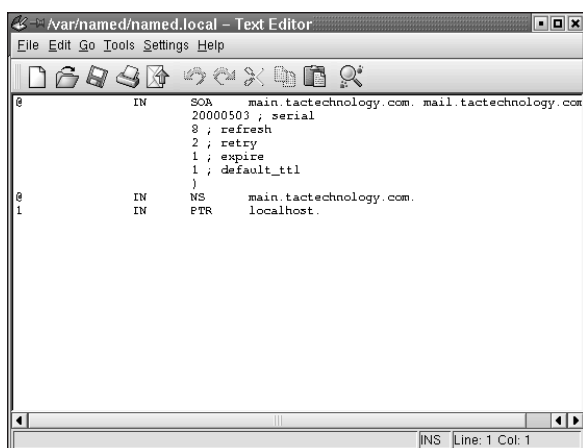 /var/named/named.local – Text Editor
File Edit Go Tools Settings Help
@ IN SOA main.tactechnology.com. mail.tactechnology.com
20000503 ; serial
8 ; refresh
2 ; retry
1 ; expire
1 ; default_ttl
)
@ IN NS main.tactechnology.com.
1 IN PTR localhost.
INS Line: 1 Col: 1